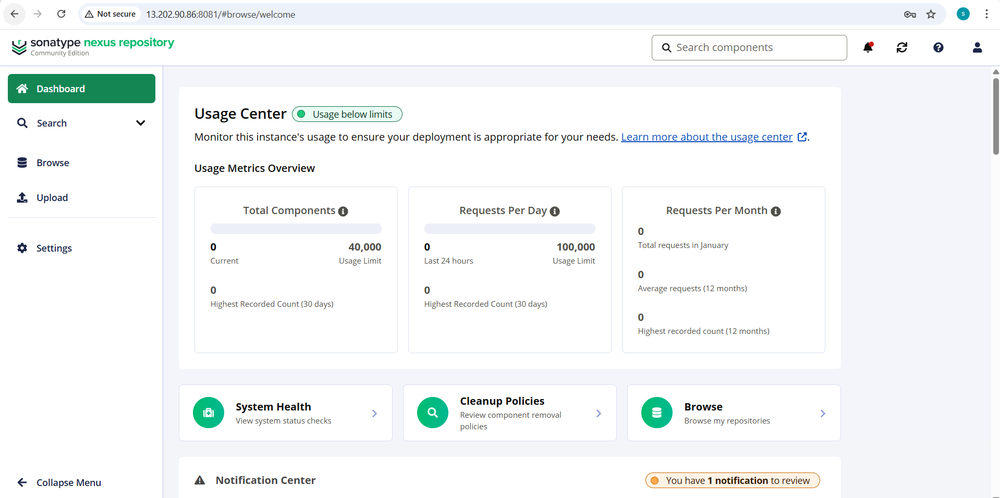 Not secure
13.202.90.86:8081/#browse/welcome
S
sonatype nexus repository
Community Edition
Search components
Dashboard
Search
Browse
Upload
Settings
Collapse Menu
Usage Center
Usage below limits
Monitor this instance's usage to ensure your deployment is appropriate for your needs. Learn more about the usage center.
Usage Metrics Overview
Total Components
0
40,000
Current
Usage Limit
0
Highest Recorded Count (30 days)
Requests Per Day
0
100,000
Last 24 hours
Usage Limit
0
Highest Recorded Count (30 days)
Requests Per Month
0
Total requests in January
0
Average requests (12 months)
0
Highest recorded count (12 months)
System Health
View system status checks
Cleanup Policies
Review component removal
policies
Browse
Browse my repositories
Notification Center
You have 1 notification to review